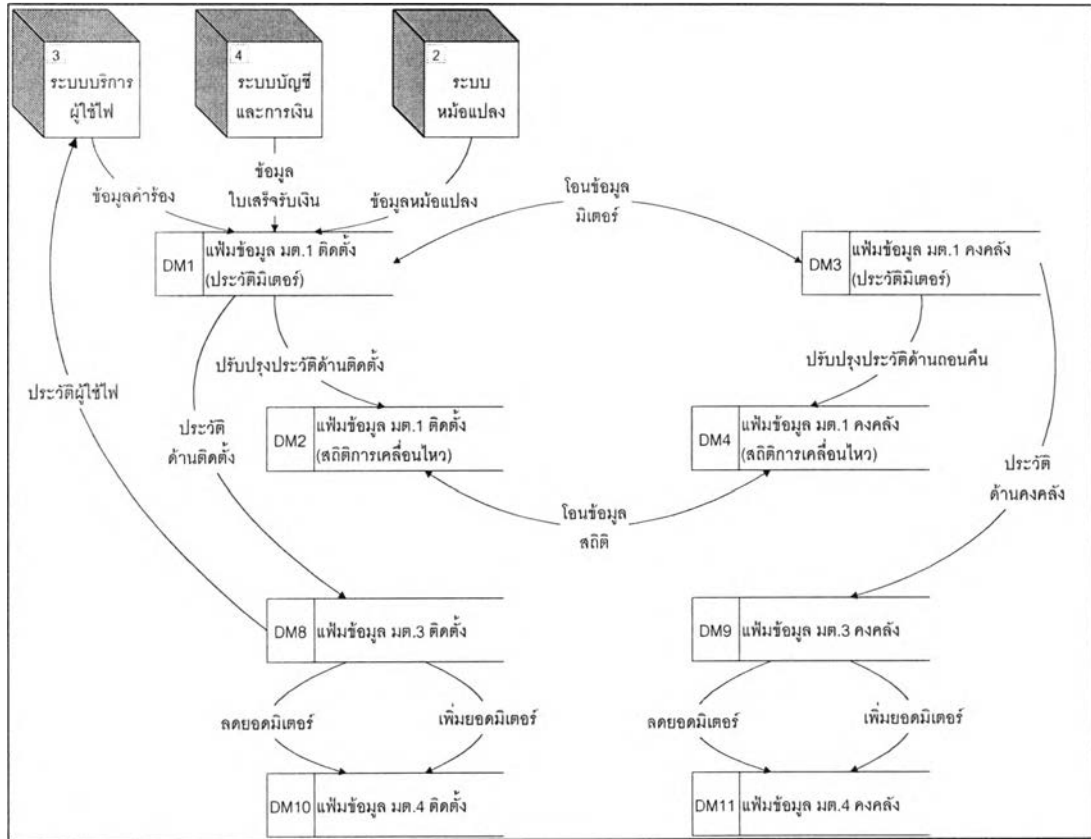 3
ระบบบริการ
ผู้ใช้ไฟ
4
ระบบบัญชี
และการเงิน
2
ระบบ
หม้อแปลง
ข้อมูลคำร้อง
ข้อมูล
ใบเสร็จรับเงิน
ข้อมูลหม้อแปลง
โอนข้อมูล
มิเตอร์
DM1
แฟ้มข้อมูล มต.1 ติดตั้ง
(ประวัติมิเตอร์)
DM3
แฟ้มข้อมูล มต.1 คงคลัง
(ประวัติมิเตอร์)
ปรับปรุงประวัติด้านติดตั้ง
ปรับปรุงประวัติด้านถอนคืน
ประวัติผู้ใช้ไฟ
ประวัติ
ด้านติดตั้ง
DM2
แฟ้มข้อมูล มต.1 ติดตั้ง
(สถิติการเคลื่อนไหว)
DM4
แฟ้มข้อมูล มต.1 คงคลัง
(สถิติการเคลื่อนไหว)
ประวัติ
ด้านคงคลัง
โอนข้อมูล
สถิติ
DM8
แฟ้มข้อมูล มต.3 ติดตั้ง
DM9
แฟ้มข้อมูล มต.3 คงคลัง
ลดยอดมิเตอร์
เพิ่มยอดมิเตอร์
ลดยอดมิเตอร์
เพิ่มยอดมิเตอร์
DM10
แฟ้มข้อมูล มต.4 ติดตั้ง
DM11
แฟ้มข้อมูล มต.4 คงคลัง